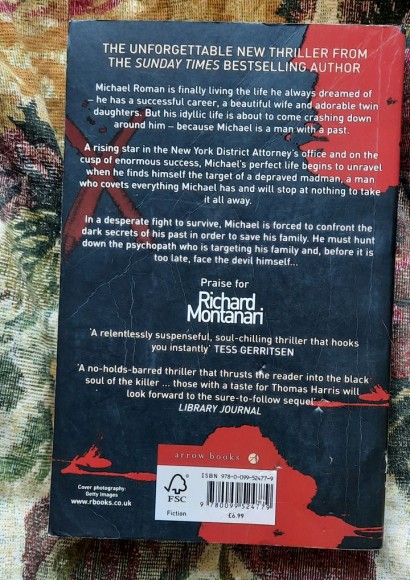 THE UNFORGETTABLE NEW THRILLER FROM
THE SUNDAY TIMES BESTSELLING AUTHOR
Michael Roman is finally living the life he always dreamed of
– he has a successful career, a beautiful wife and adorable twin
daughters. But his idyllic life is about to come crashing down
around him – because Michael is a man with a past.
A rising star in the New York District Attorney's office and on the
cusp of enormous success, Michael's perfect life begins to unravel
when he finds himself the target of a depraved madman, a man
who covets everything Michael has and will stop at nothing to take
it all away.
In a desperate fight to survive, Michael is forced to confront the
dark secrets of his past in order to save his family. He must hunt
down the psychopath who is targeting his family and, before it is
too late, face the devil himself...
Praise for
Richard
Montanari
'A relentlessly suspenseful, soul-chilling thriller that hooks
you instantly' TESS GERRITSEN
'A no-holds-barred thriller that thrusts the reader into the black
soul of the killer ... those with a taste for Thomas Harris will
look forward to the sure-to-follow sequel'
LIBRARY JOURNAL
arrow books
Cover photography:
Getty Images
www.rbooks.co.uk
FSC
Fiction
ISBN 978-0-099-52477-9
9 780099 524779
£6.99